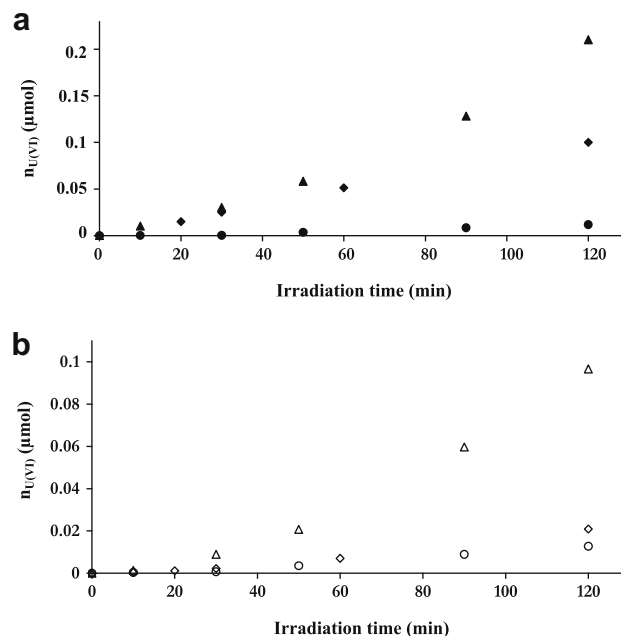 a
0.2
0.15
0.1
0.05
0
n_U(VI) (μmol)
0 20 40 60 80 100 120
Irradiation time (min)
b
0.1
0.08
0.06
0.04
0.02
0
n_U(VI) (μmol)
0 20 40 60 80 100 120
Irradiation time (min)